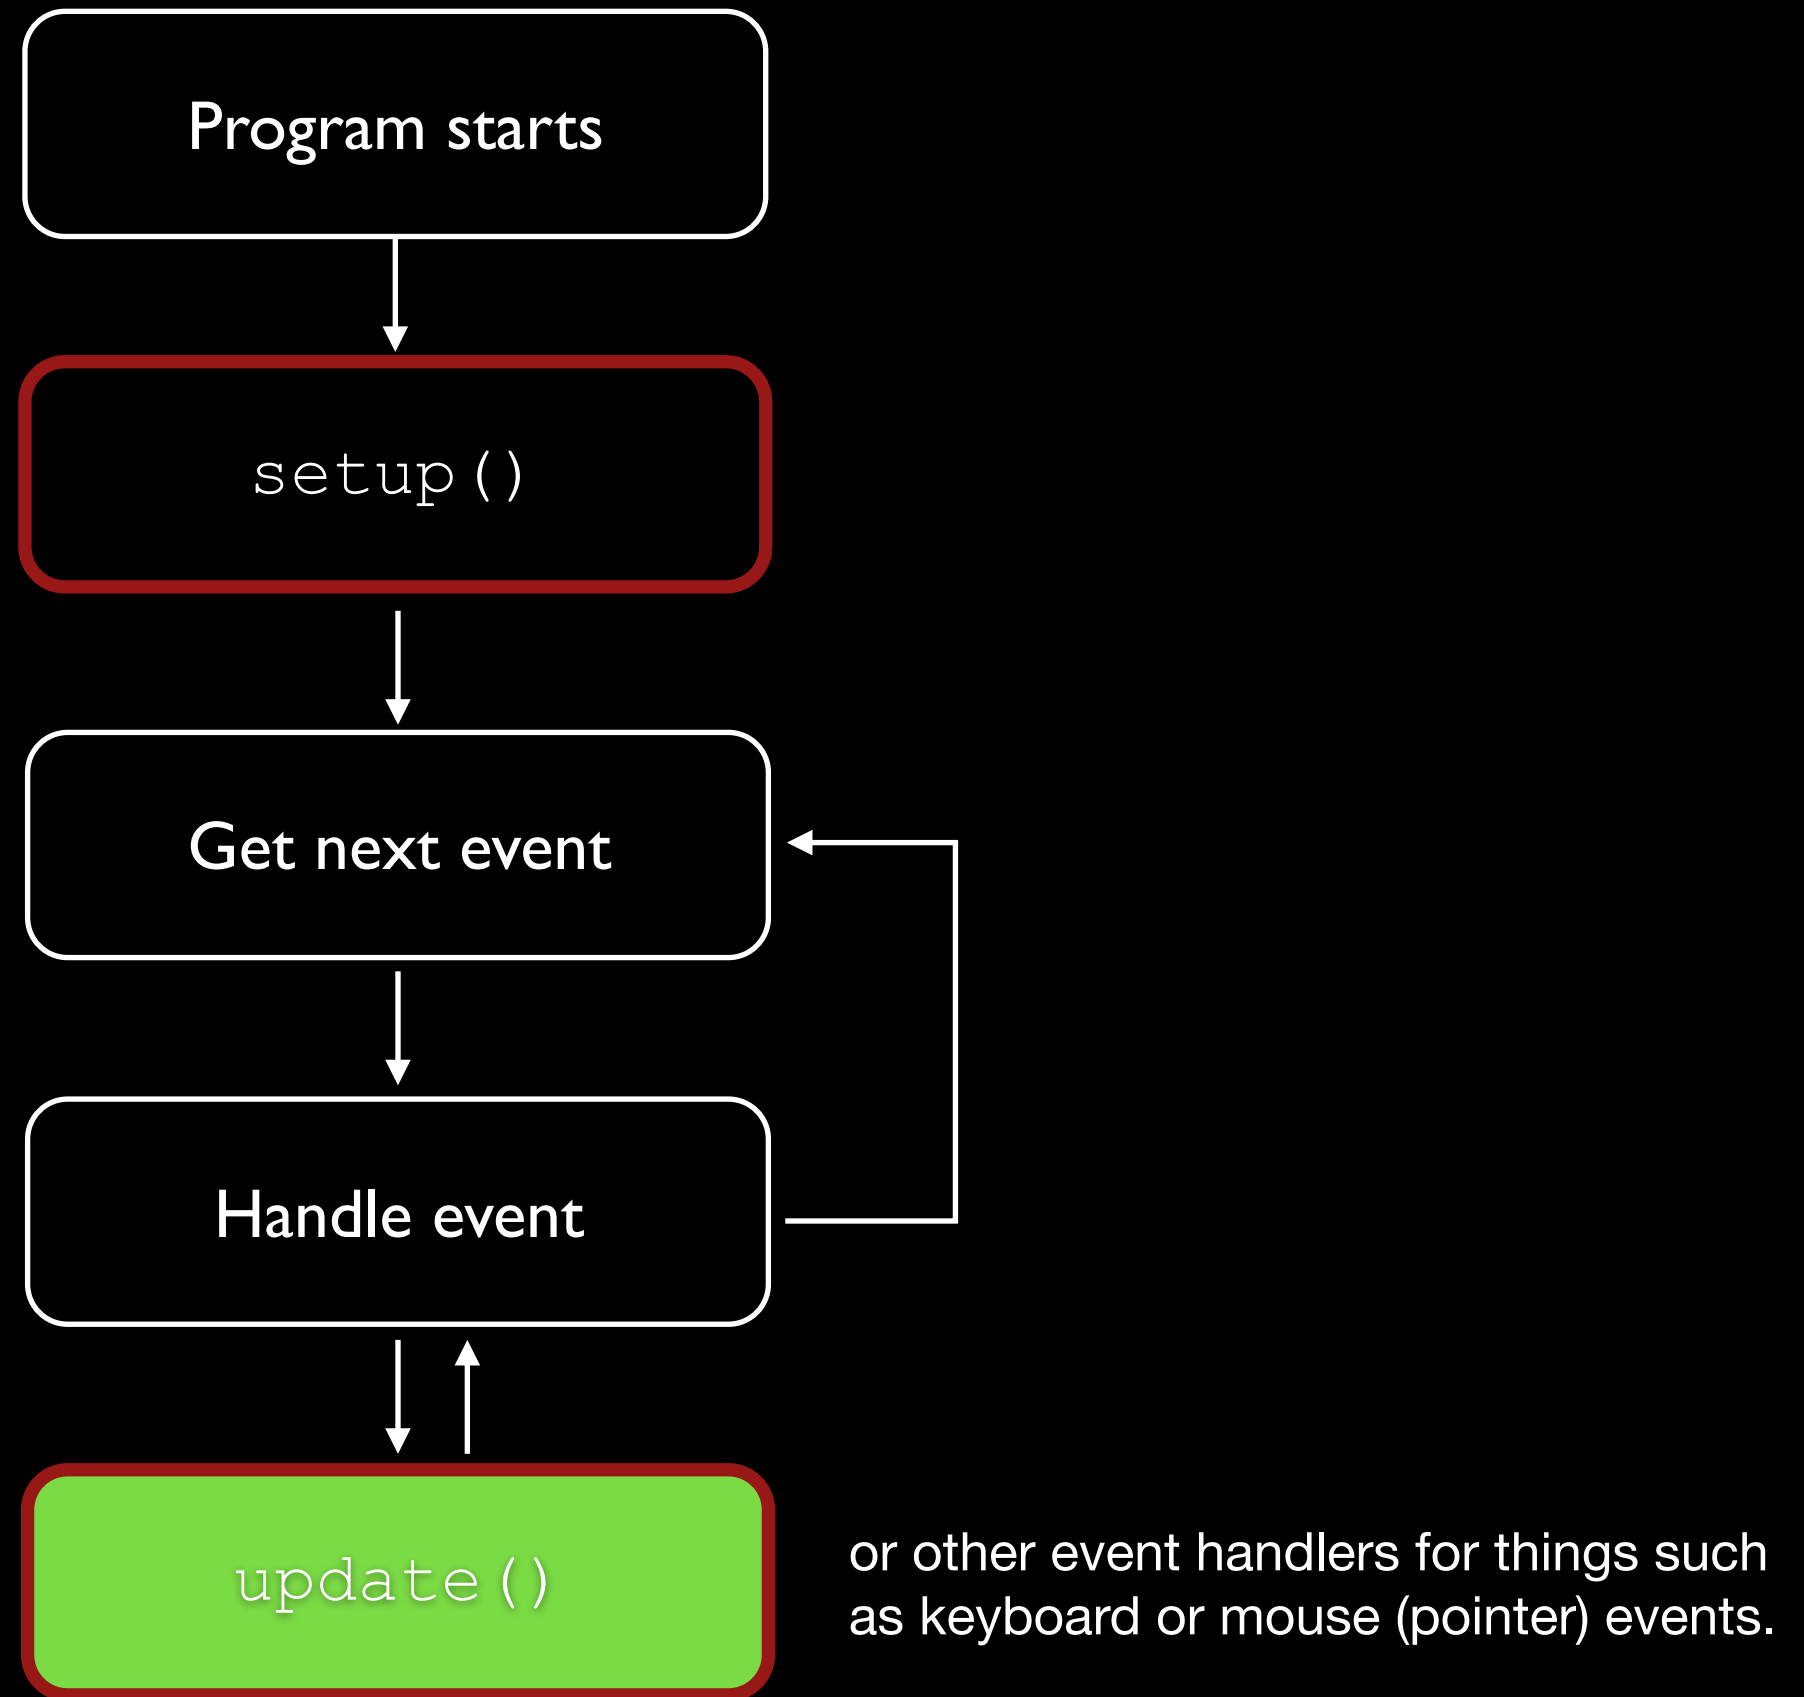 Program starts
setup()
Get next event
Handle event
update()
or other event handlers for things such
as keyboard or mouse (pointer) events.